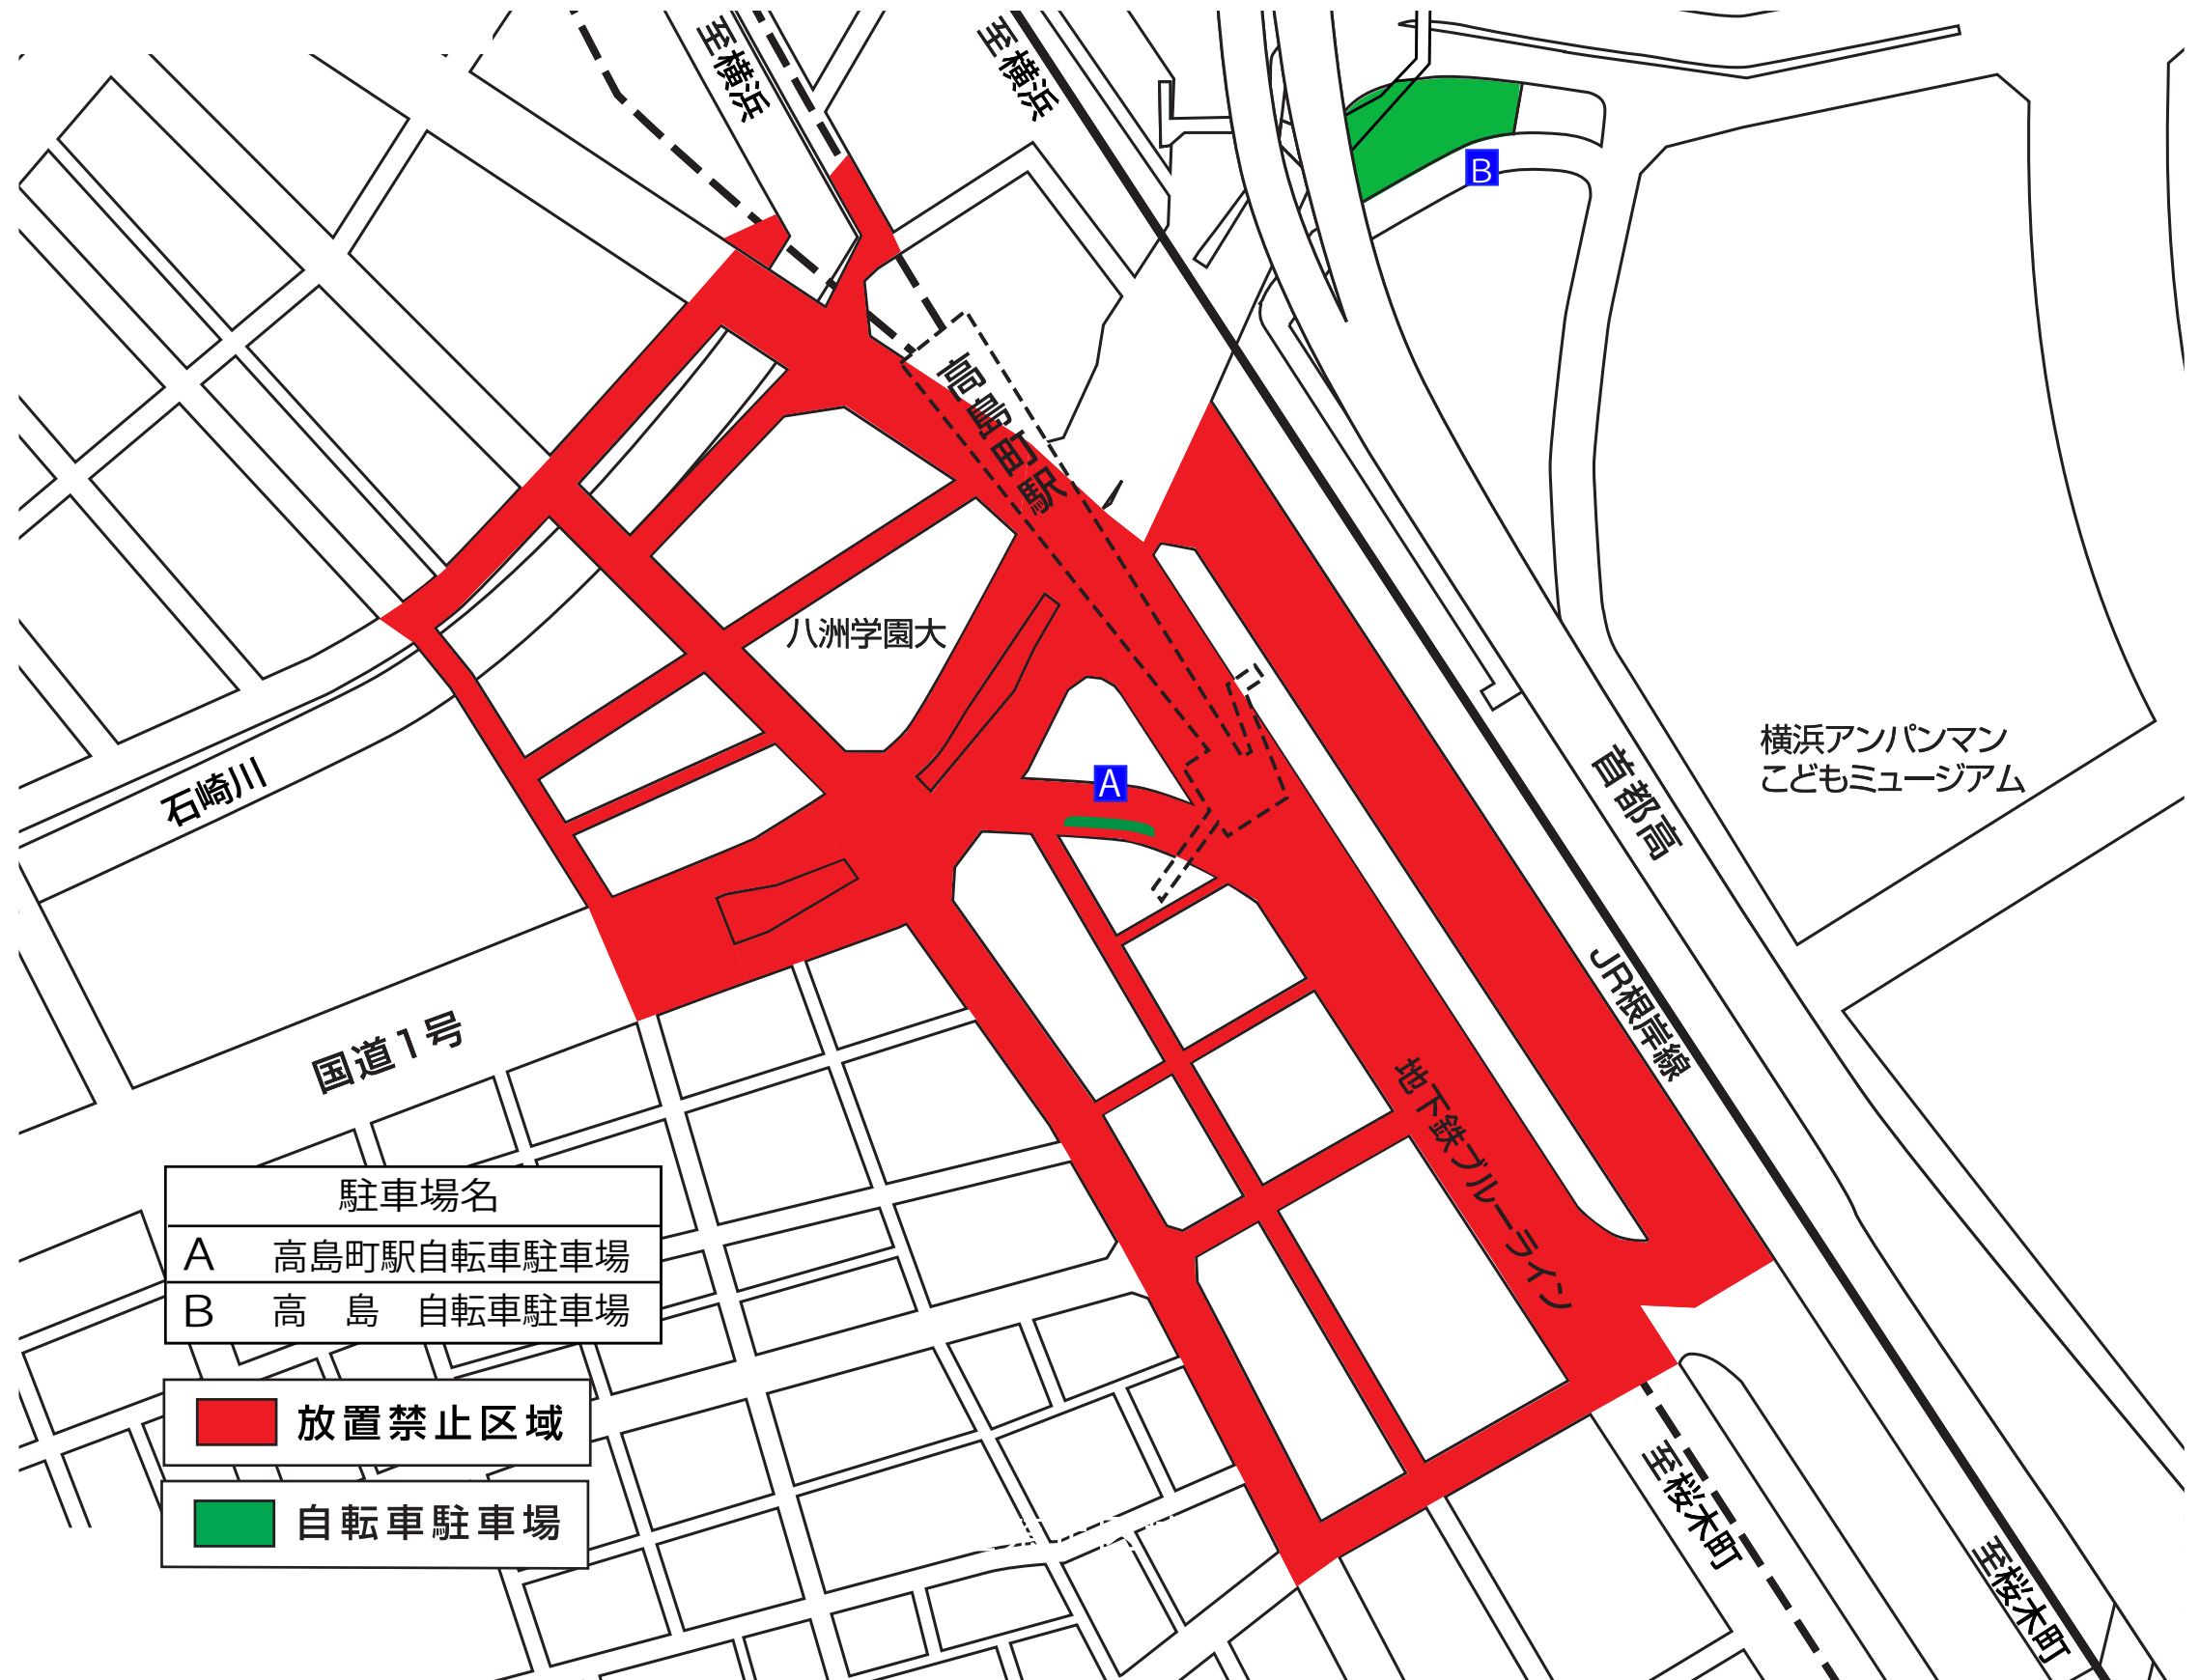 至横浜
至横浜
B
高島町駅
八洲学園大
A
石崎川
国道1号
首都高
横浜アンパンマン
こどもミュージアム
JR根岸線
地下鉄ブルーライン
至桜木町
至桜木町
駐車場名
A 高島町駅自転車駐車場
B 高 島 自転車駐車場
放置禁止区域
自転車駐車場